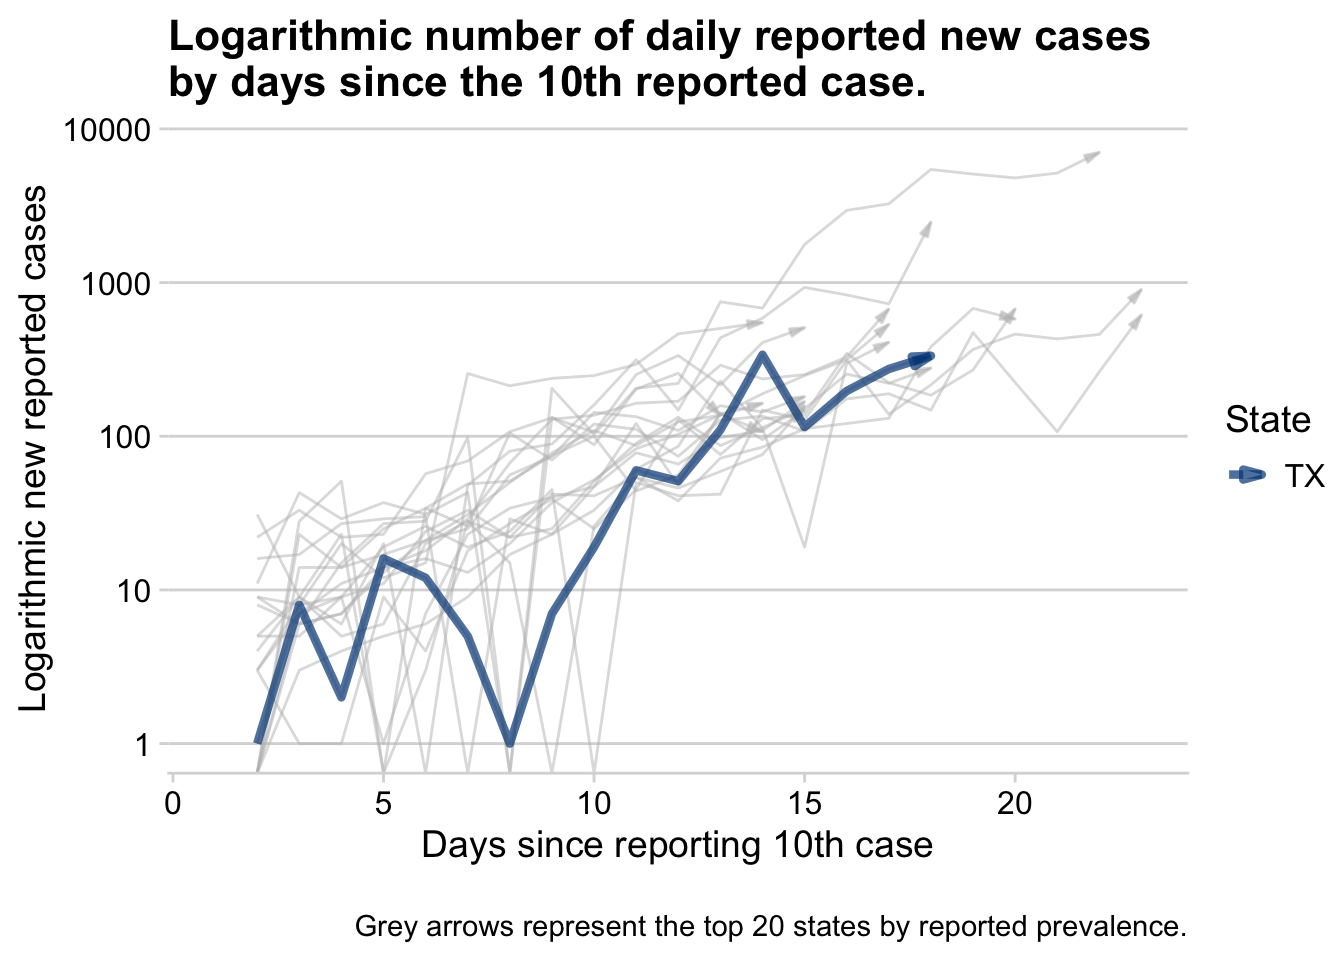 Logarithmic number of daily reported new cases
by days since the 10th reported case.
10000
1000
100
10
1
Logarithmic new reported cases
0 5 10 15 20
Days since reporting 10th case
State
TX
Grey arrows represent the top 20 states by reported prevalence.